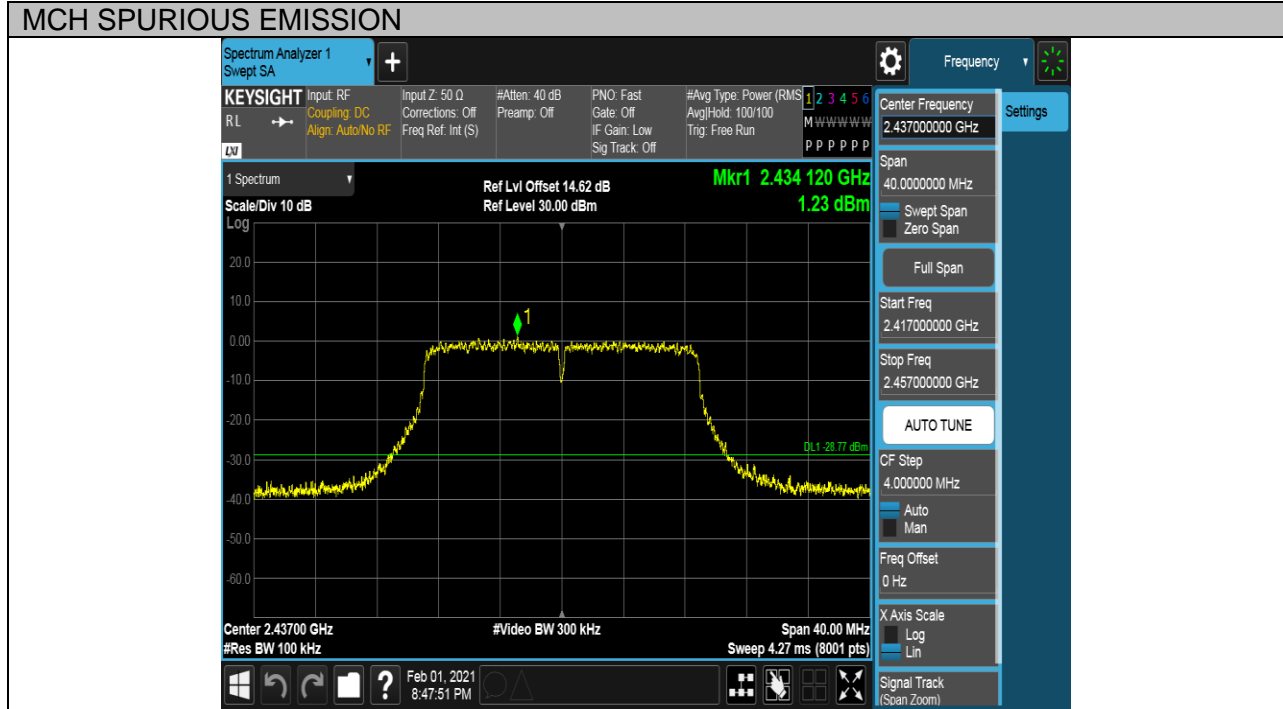 MCH SPURIOUS EMISSION
Spectrum Analyzer 1
Swept SA
Frequency
KEYSIGHT
RL
LXI
Input: RF
Coupling: DC
Align: Auto/No RF
Input Z: 50 Ω
Corrections: Off
Freq Ref: Int (S)
#Atten: 40 dB
Preamp: Off
PNO: Fast
Gate: Off
IF Gain: Low
Sig Track: Off
#Avg Type: Power (RMS
Avg|Hold: 100/100
Trig: Free Run
1 2 3 4 5 6
M W W W W W
P P P P P P
1 Spectrum
Scale/Div 10 dB
Log
Ref Lvl Offset 14.62 dB
Ref Level 30.00 dBm
Mkr1 2.434 120 GHz
1.23 dBm
20.0
10.0
1
0.00
-10.0
-20.0
DL1 -28.77 dBm
-30.0
-40.0
-50.0
-60.0
Center 2.43700 GHz
#Res BW 100 kHz
#Video BW 300 kHz
Span 40.00 MHz
Sweep 4.27 ms (8001 pts)
?
Feb 01, 2021
8:47:51 PM
Center Frequency
2.437000000 GHz
Settings
Span
40.0000000 MHz
Swept Span
Zero Span
Full Span
Start Freq
2.417000000 GHz
Stop Freq
2.457000000 GHz
AUTO TUNE
CF Step
4.000000 MHz
Auto
Man
Freq Offset
0 Hz
X Axis Scale
Log
Lin
Signal Track
(Span Zoom)